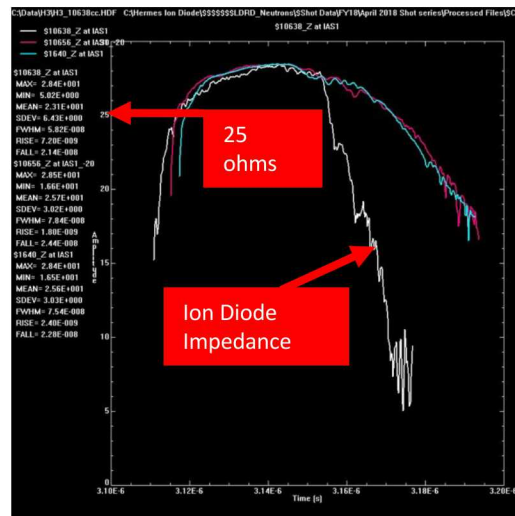 C:\Data\H3\H3_10638cc.HDF C:\Hermes Ion Diode\$$$$$$$LDRD_Neutrons\$Shot Data\FY18\April 2018 Shot series\Processed Files\$C
$10638_Z at IAS1
$10656_Z at IAS1_-20
$1640_Z at IAS1
$10638_Z at IAS1
$10638_Z at IAS1
MAX= 2.84E+001
MIN= 5.02E+000
MEAN= 2.31E+001
SDEV= 6.43E+000
FWHM= 5.82E-008
RISE= 7.20E-009
FALL= 2.14E-008
$10656_Z at IAS1_-20
MAX= 2.85E+001
MIN= 1.66E+001
MEAN= 2.57E+001
SDEV= 3.02E+000
FWHM= 7.84E-008
RISE= 1.80E-009
FALL= 2.44E-008
$1640_Z at IAS1
MAX= 2.84E+001
MIN= 1.65E+001
MEAN= 2.56E+001
SDEV= 3.03E+000
FWHM= 7.54E-008
RISE= 2.40E-009
FALL= 2.28E-008
25
20
15
10
5
0
Amplitude
25
ohms
Ion Diode
Impedance
3.10E-6 3.12E-6 3.14E-6 3.16E-6 3.18E-6 3.20E-6
Time [s]